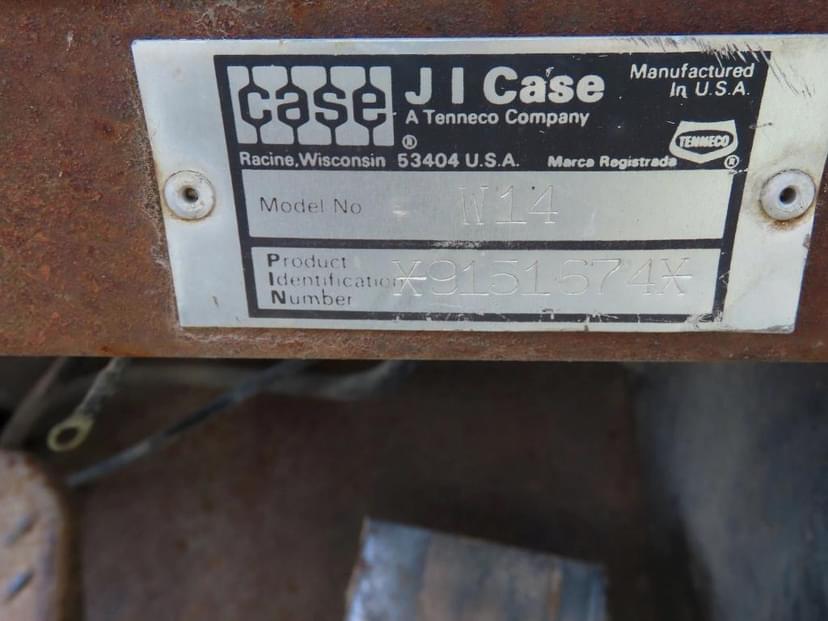 case
J I Case
A Tenneco Company
Manufactured
In U.S.A.
®
TENNECO
®
Racine, Wisconsin 53404 U.S.A. Marca Registrada
Model No W14
Product
Identification X9151674X
Number